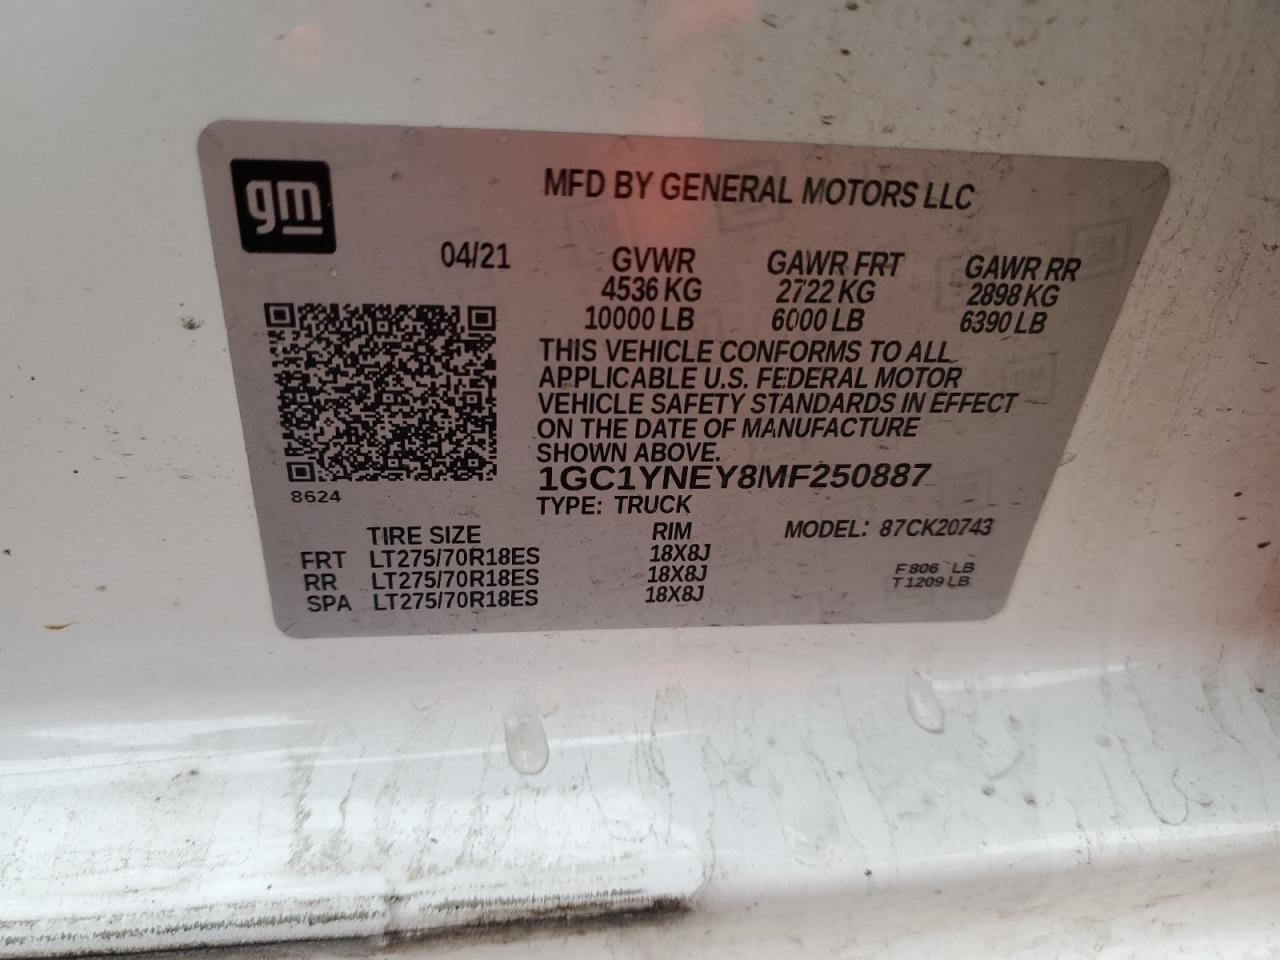 gm
MFD BY GENERAL MOTORS LLC
04/21
GVWR GAWR FRT GAWR RR
4536 KG 2722 KG 2898 KG
10000 LB 6000 LB 6390 LB
THIS VEHICLE CONFORMS TO ALL
APPLICABLE U.S. FEDERAL MOTOR
VEHICLE SAFETY STANDARDS IN EFFECT
ON THE DATE OF MANUFACTURE
SHOWN ABOVE.
1GC1YNEY8MF250887
8624
TYPE: TRUCK
TIRE SIZE RIM MODEL: 87CK20743
FRT LT275/70R18ES 18X8J
RR LT275/70R18ES 18X8J
SPA LT275/70R18ES 18X8J
F806 LB
T1209 LB